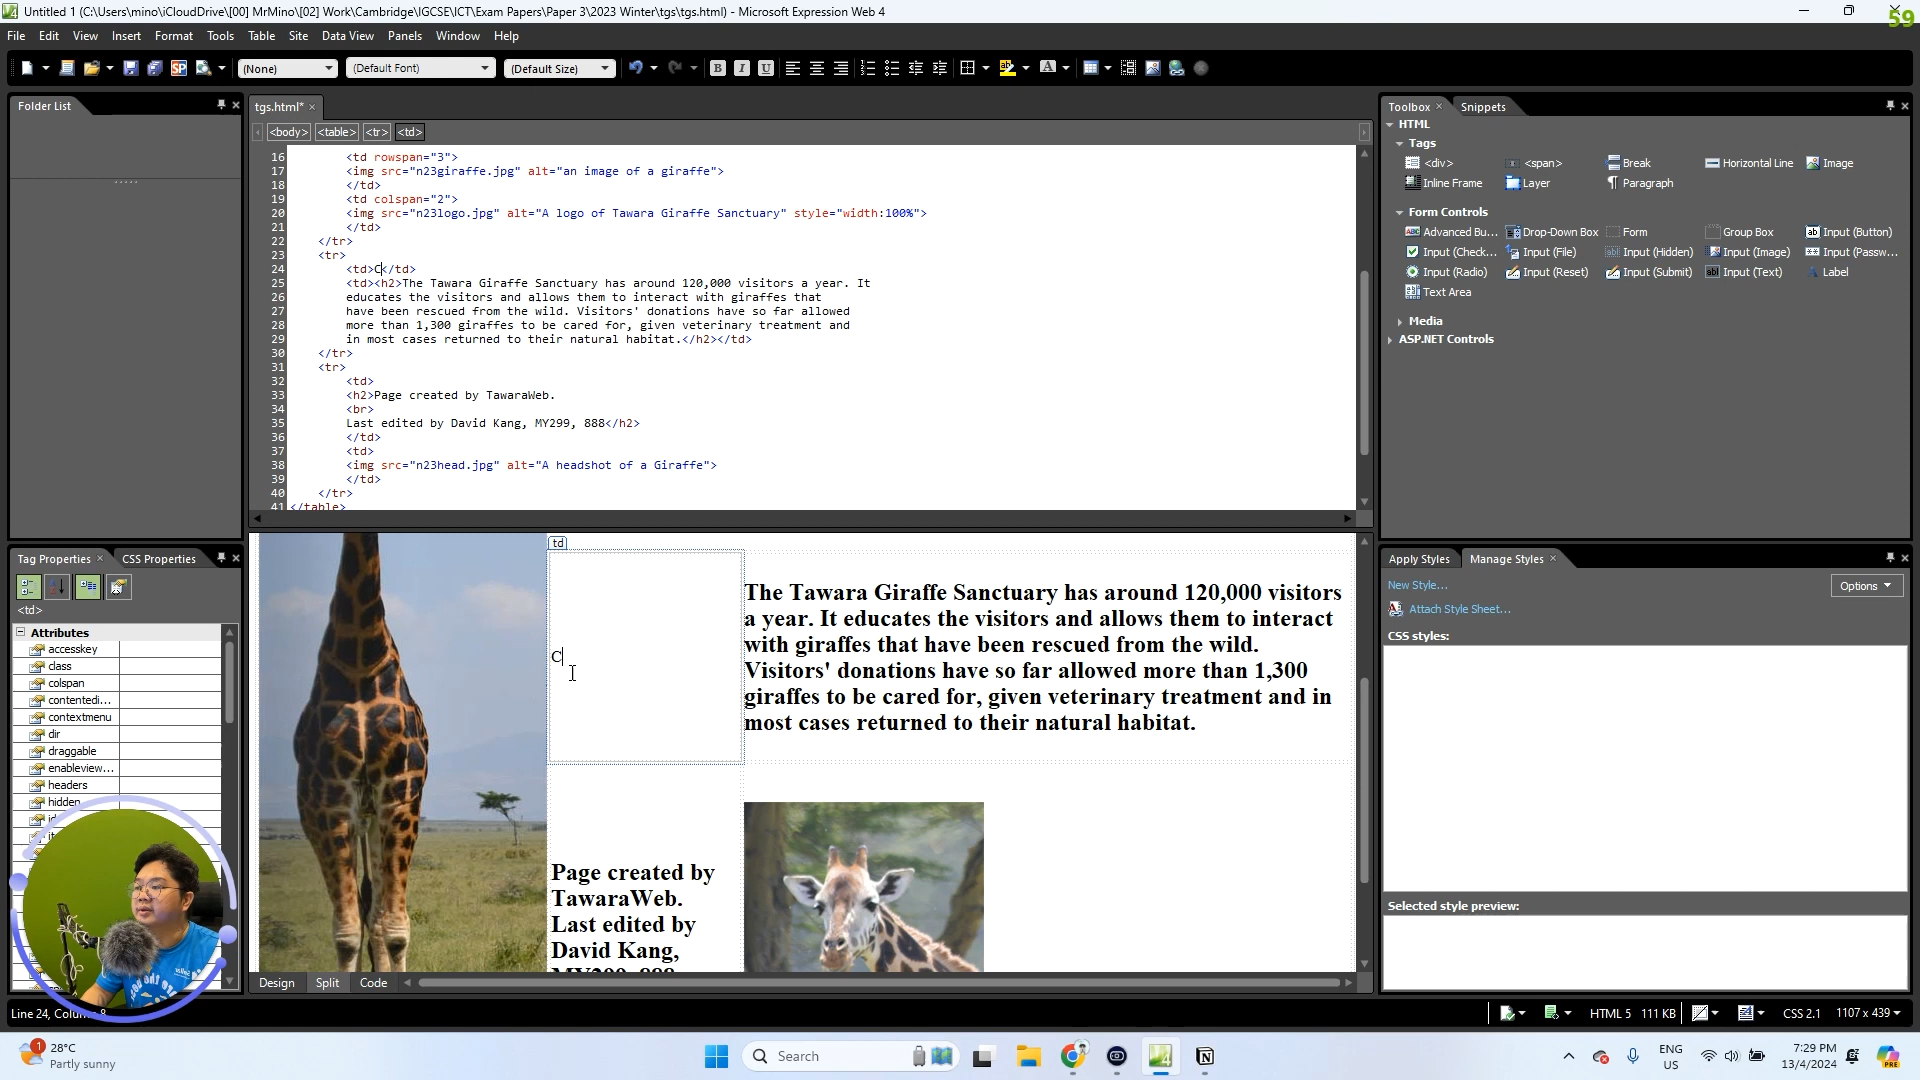 Untitled 1 (C:\Users\mino\iCloudDrive\[00] MrMino\[02] Work\Cambridge\IGCSE\ICT\Exam Papers\Paper 3\2023 Winter\tgs\tgs.html) - Microsoft Expression Web 4
59
File Edit View Insert Format Tools Table Site Data View Panels Window Help
(None) (Default Font) (Default Size) B I U
Folder List
tgs.html*
<body> <table> <tr> <td>
16 <td rowspan="3">
17 <img src="n23giraffe.jpg" alt="an image of a giraffe">
18 </td>
19 <td colspan="2">
20 <img src="n23logo.jpg" alt="A logo of Tawara Giraffe Sanctuary" style="width:100%">
21 </td>
22 </tr>
23 <tr>
24 <td>C</td>
25 <td><h2>The Tawara Giraffe Sanctuary has around 120,000 visitors a year. It
26 educates the visitors and allows them to interact with giraffes that
27 have been rescued from the wild. Visitors' donations have so far allowed
28 more than 1,300 giraffes to be cared for, given veterinary treatment and
29 in most cases returned to their natural habitat.</h2></td>
30 </tr>
31 <tr>
32 <td>
33 <h2>Page created by TawaraWeb.
34 <br>
35 Last edited by David Kang, MY299, 888</h2>
36 </td>
37 <td>
38 <img src="n23head.jpg" alt="A headshot of a Giraffe">
39 </td>
40 </tr>
41 </table>
Toolbox Snippets
HTML
Tags
<div> <span> Break Horizontal Line Image
Inline Frame Layer Paragraph
Form Controls
Advanced Bu... Drop-Down Box Form Group Box Input (Button)
Input (Check... Input (File) Input (Hidden) Input (Image) Input (Passw...
Input (Radio) Input (Reset) Input (Submit) Input (Text) Label
Text Area
Media
ASP.NET Controls
Tag Properties CSS Properties
<td>
Attributes
accesskey
class
colspan
contentedi...
contextmenu
dir
draggable
enableview...
headers
hidden
td
C
The Tawara Giraffe Sanctuary has around 120,000 visitors
a year. It educates the visitors and allows them to interact
with giraffes that have been rescued from the wild.
Visitors' donations have so far allowed more than 1,300
giraffes to be cared for, given veterinary treatment and in
most cases returned to their natural habitat.
Page created by
TawaraWeb.
Last edited by
David Kang,
MY299, 888
Apply Styles Manage Styles
New Style... Options
Attach Style Sheet...
CSS styles:
Selected style preview:
Design Split Code
Line 24, Column 8 HTML 5 111 KB CSS 2.1 1107 x 439
1 28°C
Partly sunny
Search
ENG
US
7:29 PM
13/4/2024
PRE